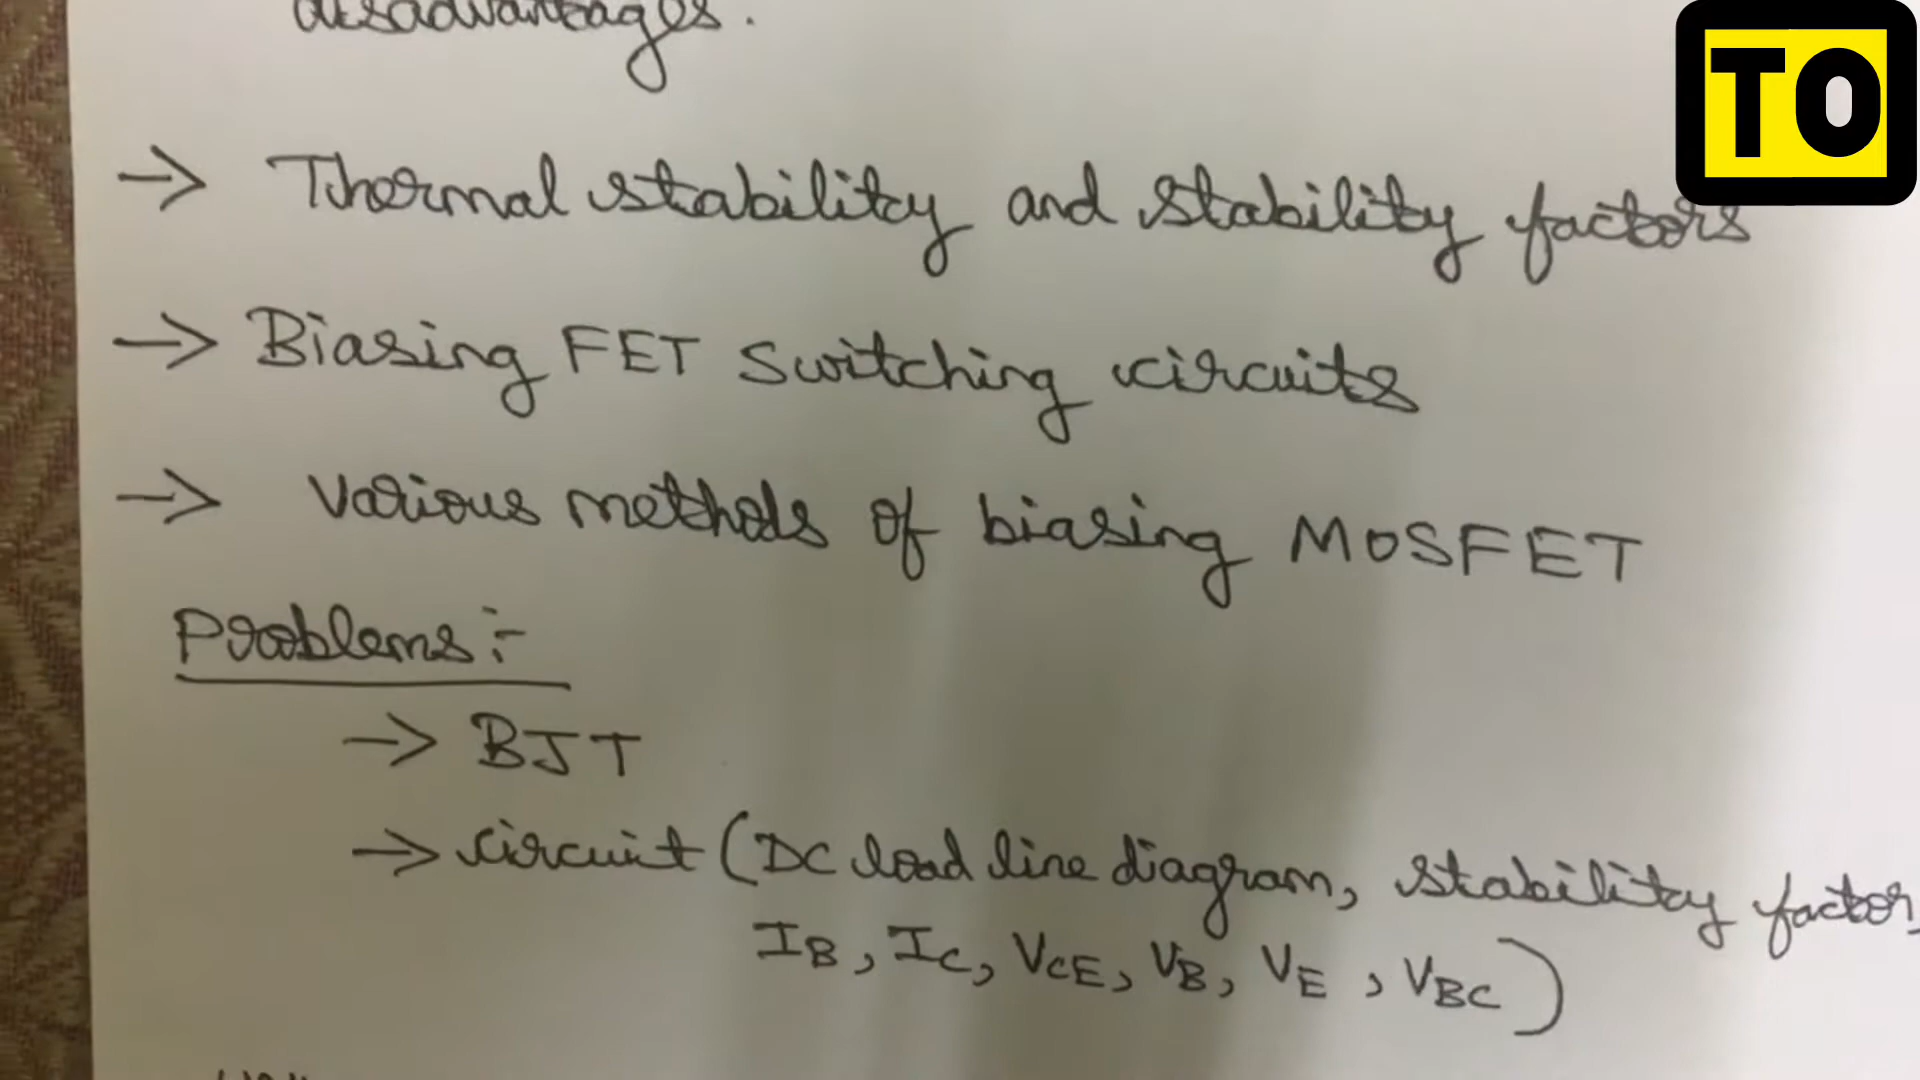 disadvantages.
→ Thermal stability and stability factors
→ Biasing FET Switching circuits
→ Various methods of biasing MOSFET
Problems :-
→ BJT
→ circuit (DC load line diagram, stability factor,
IB, IC, VCE, VB, VE, VBC)
TO